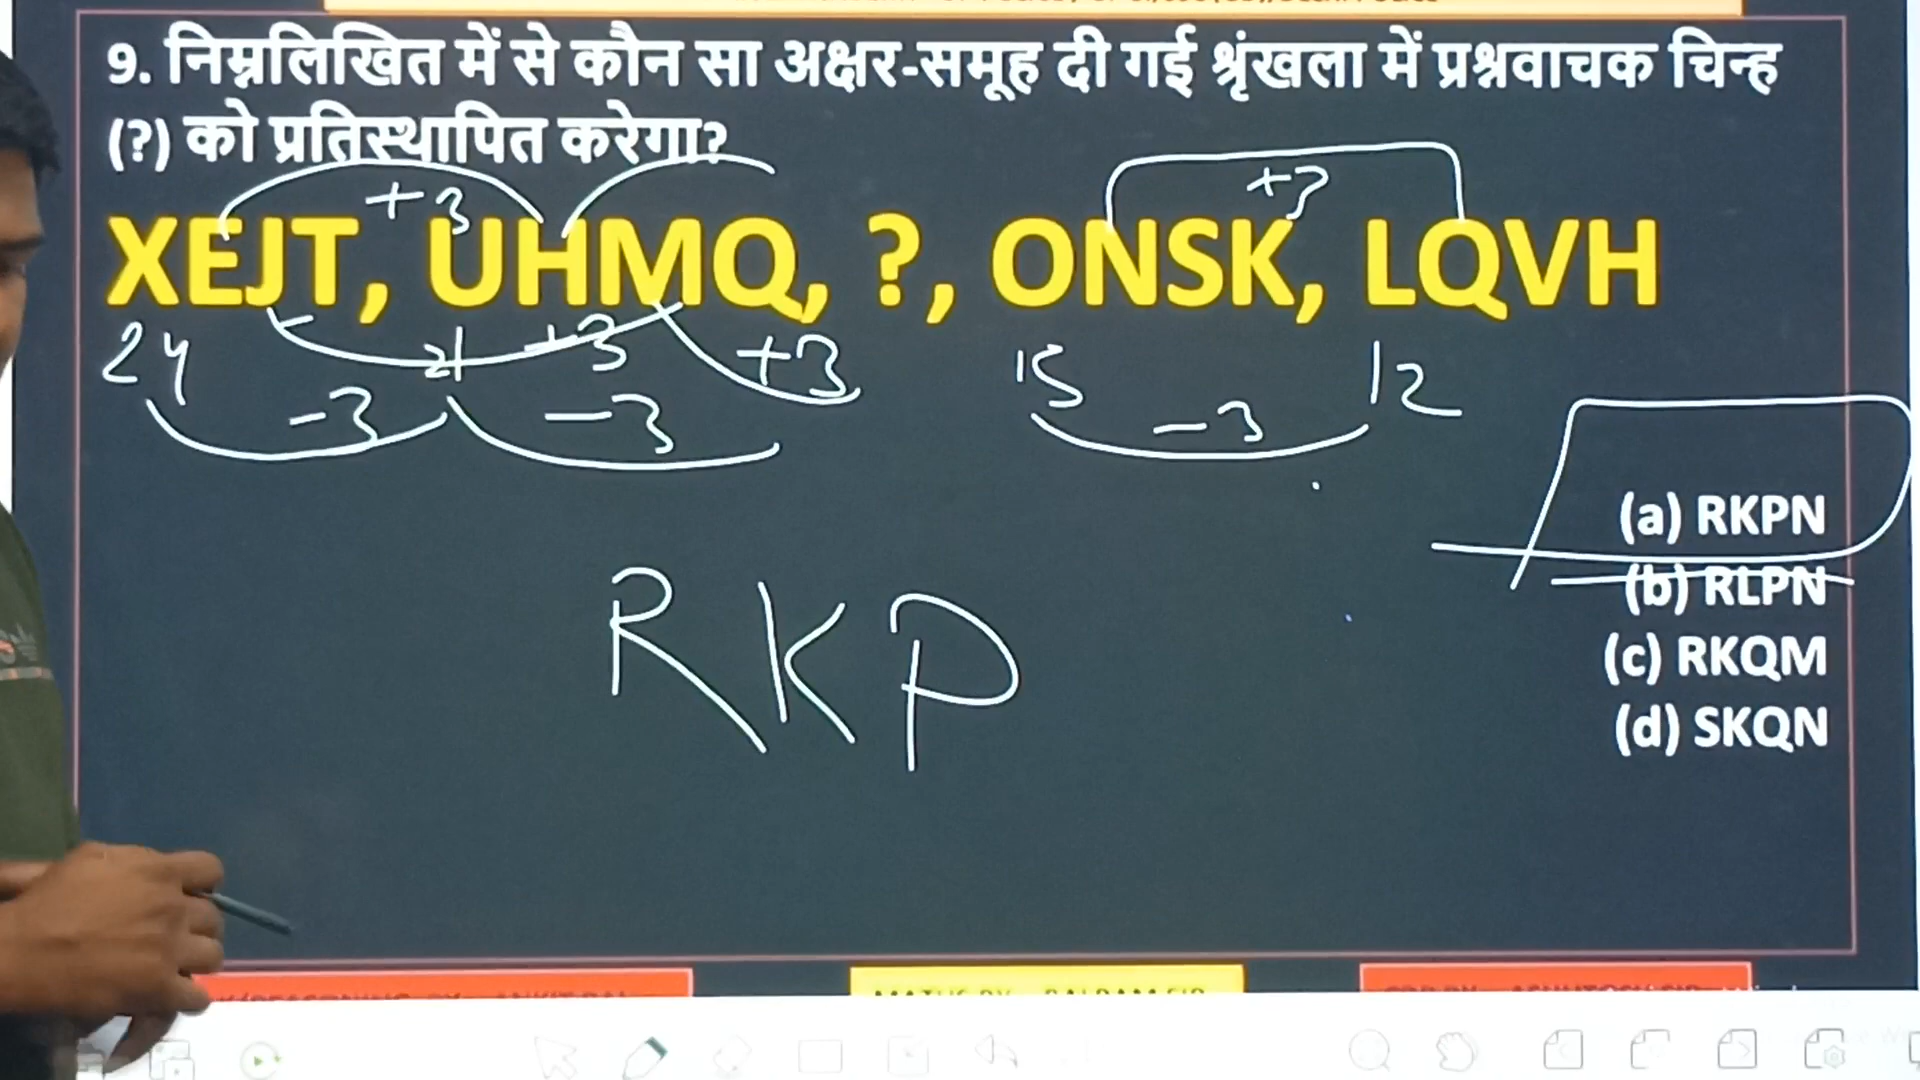 9. निम्नलिखित में से कौन सा अक्षर-समूह दी गई श्रृंखला में प्रश्नवाचक चिन्ह
(?) को प्रतिस्थापित करेगा?
+3
+3
XEJT, UHMQ, ?, ONSK, LQVH
24
21
+3
+3
15
12
-3
-3
-3
(a) RKPN
(b) RLPN
(c) RKQM
(d) SKQN
RKP